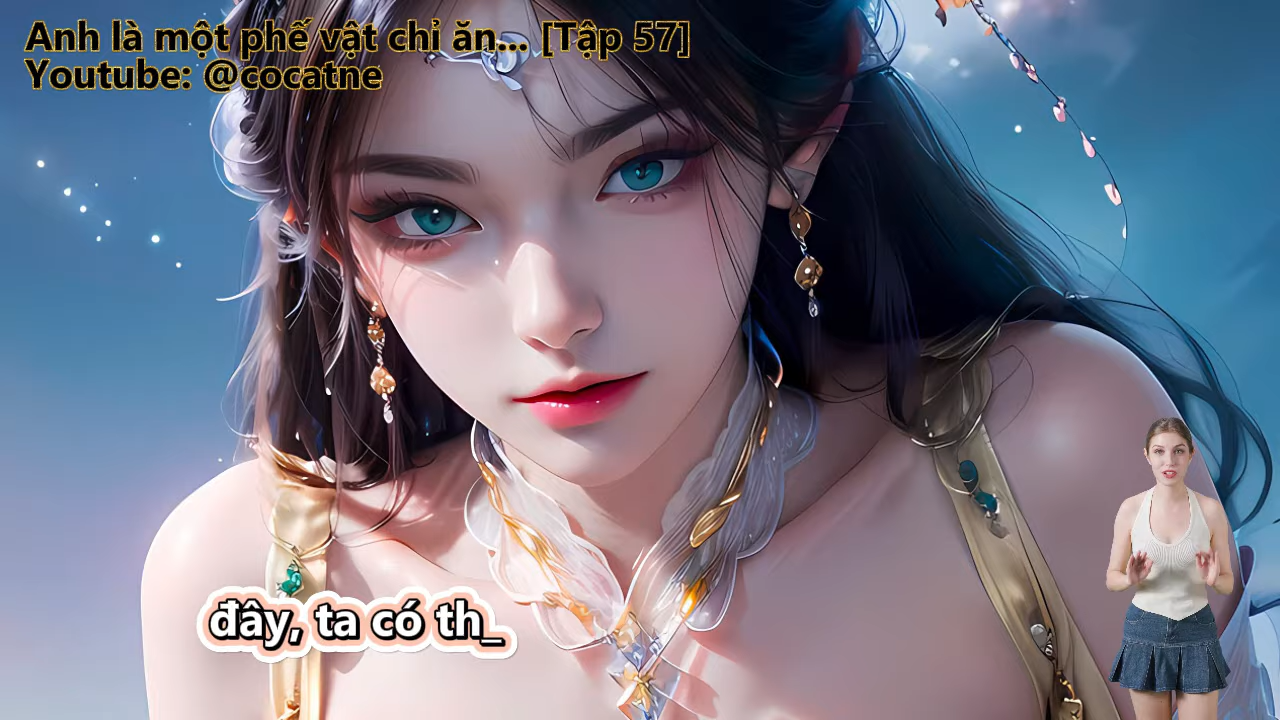 Anh là một phế vật chỉ ăn... [Tập 57]
Youtube: @cocatne
đây, ta có th_